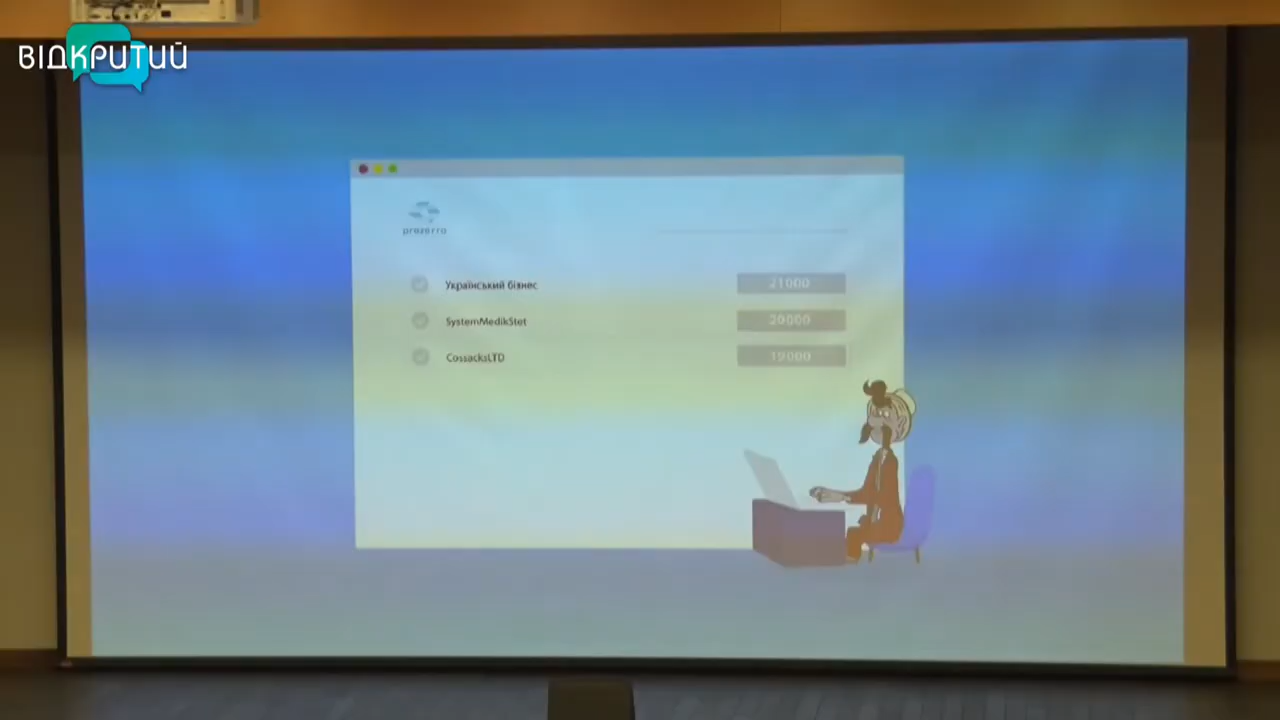 ВІДКРИТИЙ
prozorro
Український бізнес 21000
SystemMedikStet 20000
CossacksLTD 19000